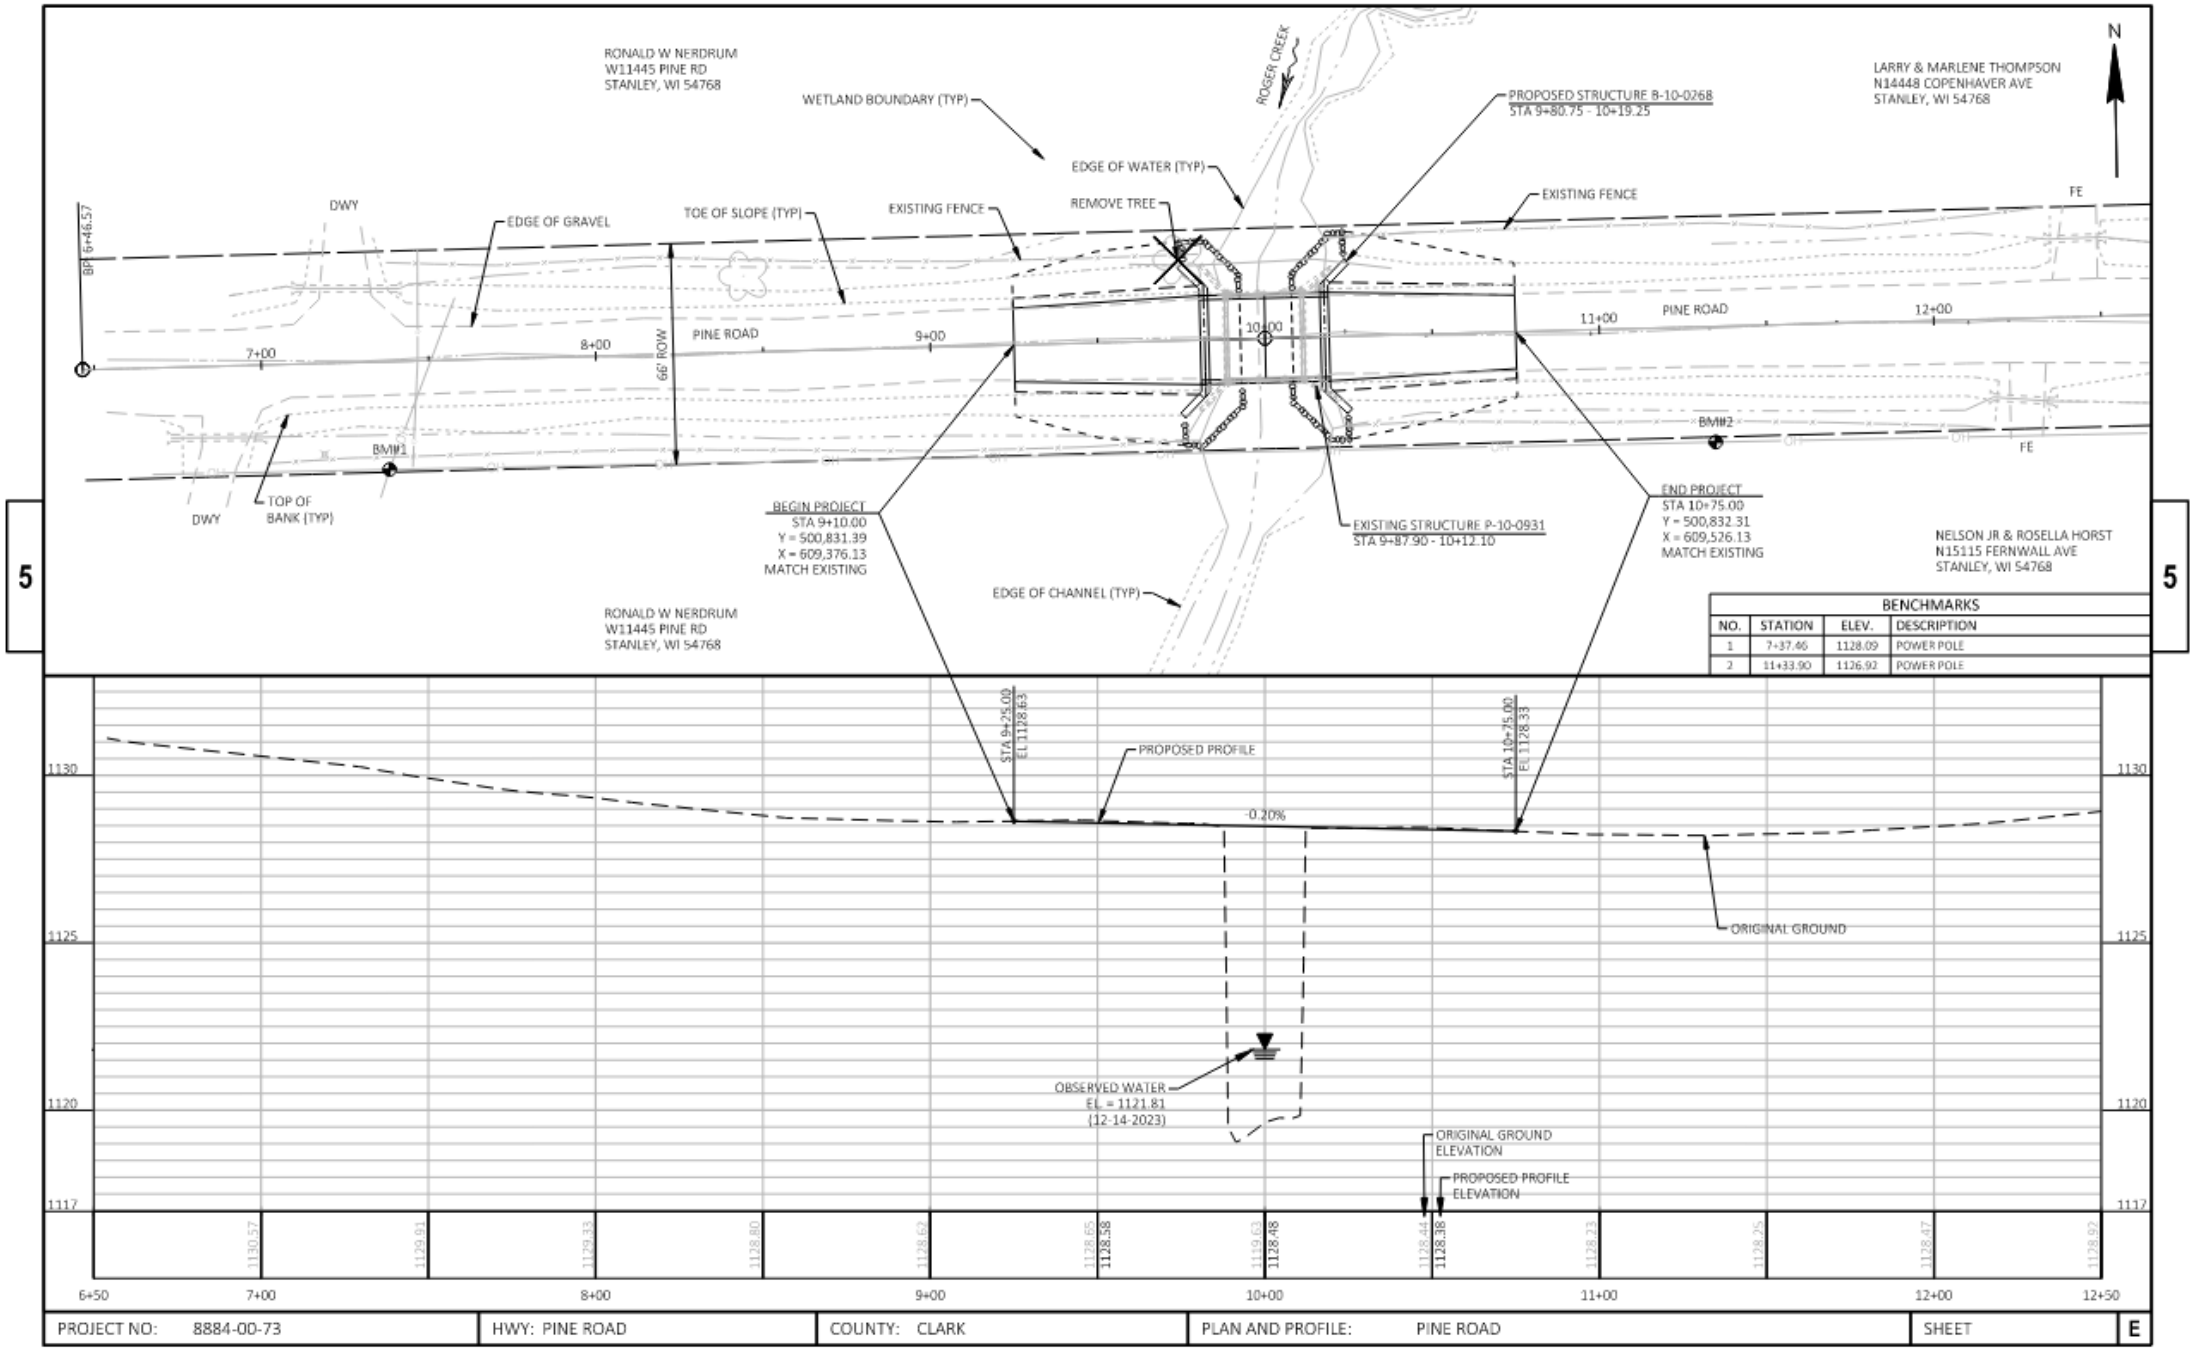 RONALD W NERDRUM
W11445 PINE RD
STANLEY, WI 54768
WETLAND BOUNDARY (TYP)
ROGER CREEK
PROPOSED STRUCTURE B-10-0268
STA 9+80.75 - 10+19.25
LARRY & MARLENE THOMPSON
N14448 COPENHAVER AVE
STANLEY, WI 54768
N
EDGE OF WATER (TYP)
REMOVE TREE
EXISTING FENCE
EXISTING FENCE
FE
BP: 6+46.57
DWY
EDGE OF GRAVEL
TOE OF SLOPE (TYP)
66' ROW
PINE ROAD
PINE ROAD
7+00
8+00
9+00
10+00
11+00
12+00
BM#1
BM#2
OH
OH
OH
OH
OH
OH
OH
OH
OH
OH
FE
DWY
TOP OF
BANK (TYP)
BEGIN PROJECT
STA 9+10.00
Y = 500,831.39
X = 609,376.13
MATCH EXISTING
EXISTING STRUCTURE P-10-0931
STA 9+87.90 - 10+12.10
END PROJECT
STA 10+75.00
Y = 500,832.31
X = 609,526.13
MATCH EXISTING
NELSON JR & ROSELLA HORST
N15115 FERNWALL AVE
STANLEY, WI 54768
EDGE OF CHANNEL (TYP)
RONALD W NERDRUM
W11445 PINE RD
STANLEY, WI 54768
5
5
BENCHMARKS
NO. STATION ELEV. DESCRIPTION
1 7+37.46 1128.09 POWER POLE
2 11+33.90 1126.92 POWER POLE
STA 9+25.00
EL 1128.63
PROPOSED PROFILE
STA 10+75.00
EL 1128.33
-0.20%
1130
1130
ORIGINAL GROUND
1125
1125
OBSERVED WATER
EL. = 1121.81
(12-14-2023)
1120
1120
ORIGINAL GROUND
ELEVATION
PROPOSED PROFILE
ELEVATION
1117
1117
1130.57
1129.91
1129.33
1128.80
1128.62
1128.65
1128.58
1119.63
1128.48
1128.44
1128.38
1128.23
1128.25
1128.47
1128.92
6+50
7+00
8+00
9+00
10+00
11+00
12+00
12+50
PROJECT NO: 8884-00-73
HWY: PINE ROAD
COUNTY: CLARK
PLAN AND PROFILE: PINE ROAD
SHEET
E